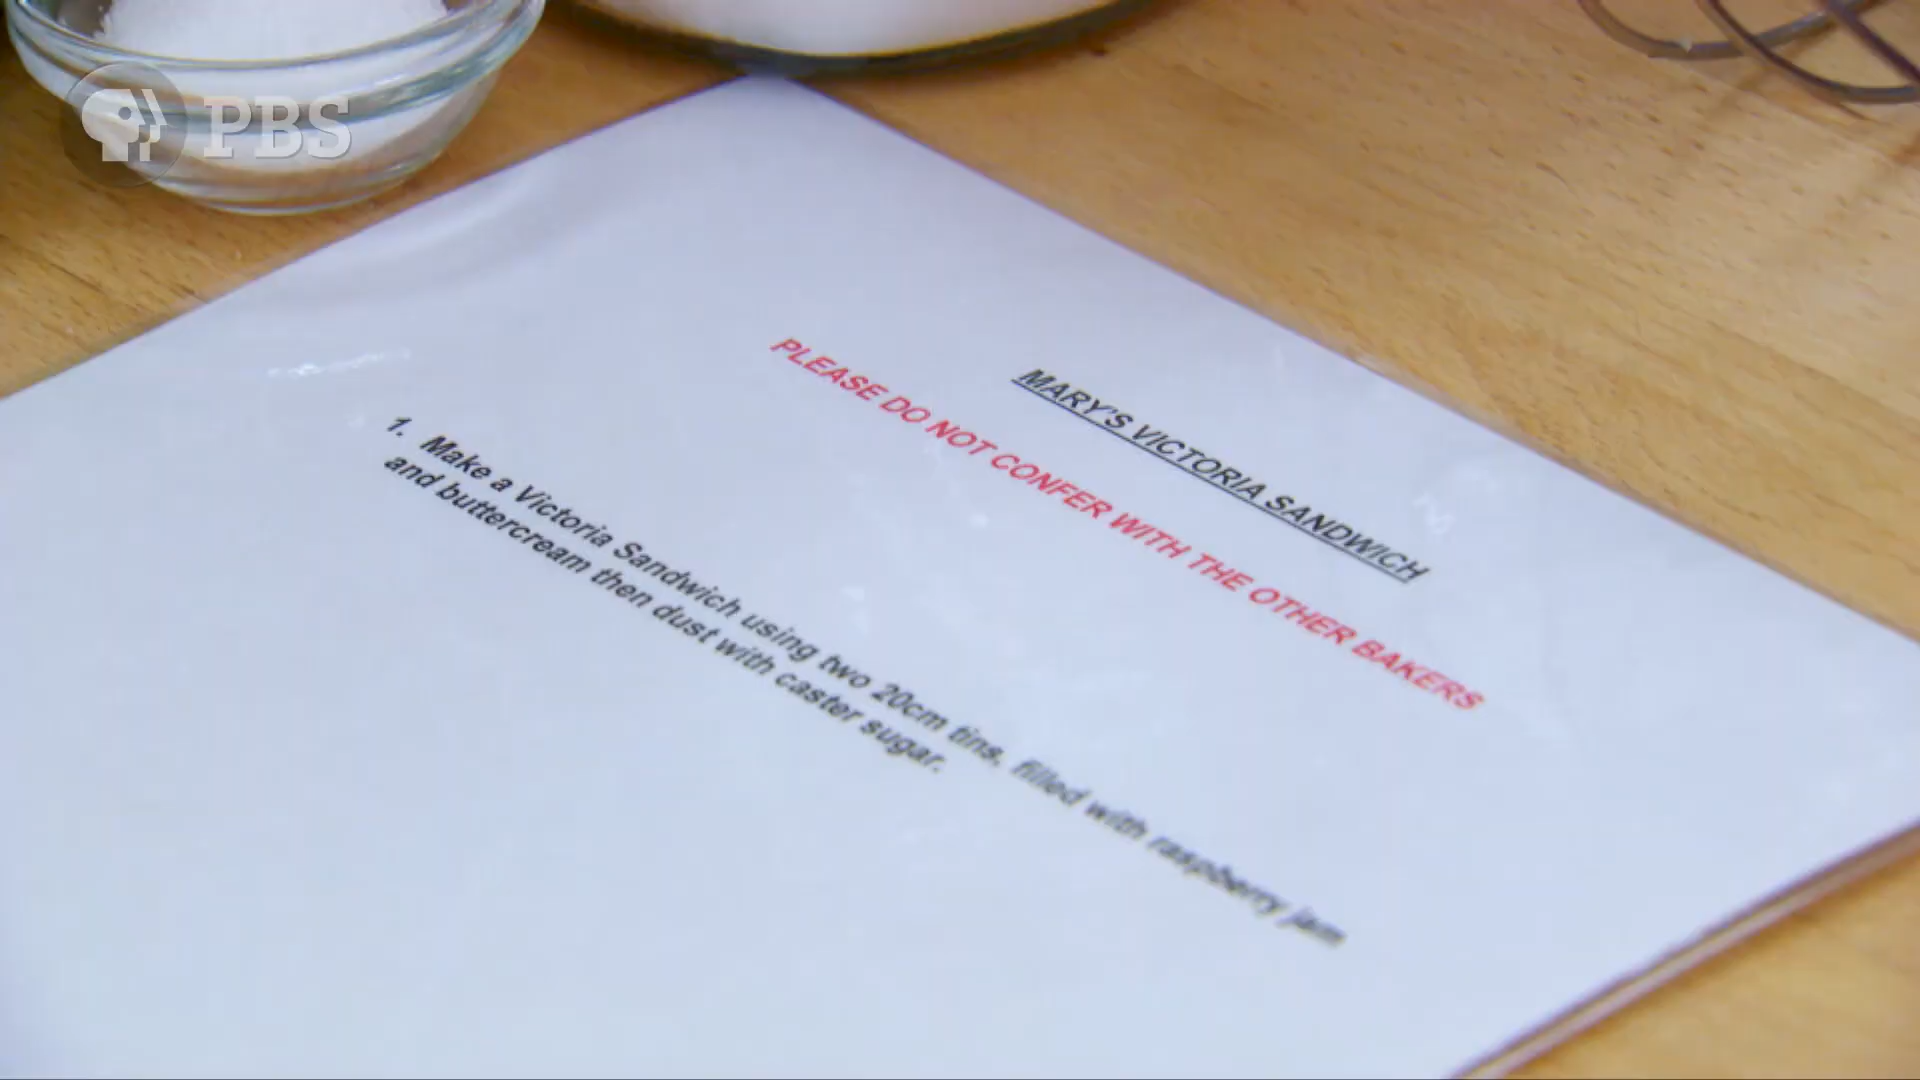 PBS
MARY'S VICTORIA SANDWICH
PLEASE DO NOT CONFER WITH THE OTHER BAKERS
1. Make a Victoria Sandwich using two 20cm tins, filled with raspberry jam
and buttercream then dust with caster sugar.